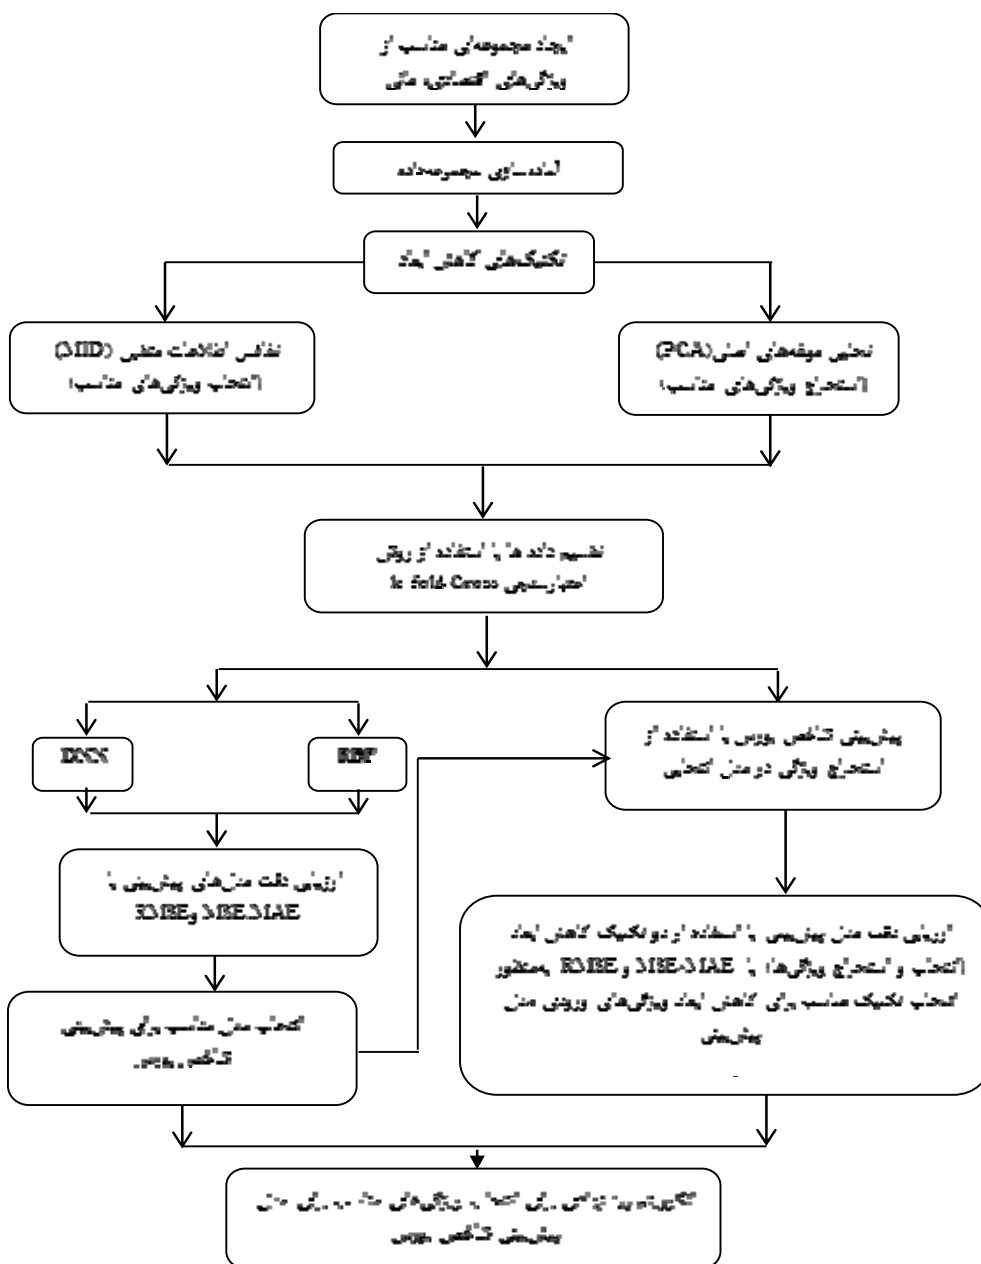 ایجاد مجموعه‌ای مناسب از
ویژگی‌های اقتصادی، مالی
آماده‌سازی مجموعه‌داده
تکنیک‌های کاهش ابعاد
اطلاعات متقابل (MID)
(انتخاب ویژگی‌های مناسب)
تحلیل مولفه‌های اصلی (PCA)
(استخراج ویژگی‌های مناسب)
تقسیم داده ها با استفاده از روش
اعتبارسنجی k-fold-Cross
DNN
RBF
پیش‌بینی شاخص بورس با استفاده از
استخراج ویژگی در مدل انتخابی
ارزیابی دقت مدل‌های پیش‌بینی با
MSE،MAE و RMSE
ارزیابی دقت مدل پیش‌بینی با استفاده از دو تکنیک کاهش ابعاد
(انتخاب و استخراج ویژگی‌ها) با MSE،MAE و RMSE به‌منظور
انتخاب تکنیک مناسب برای کاهش ابعاد ویژگی‌های ورودی مدل
پیش‌بینی
انتخاب مدل مناسب برای پیش‌بینی
شاخص بورس
برای انتخاب ویژگی‌های مناسب برای مدل
پیش‌بینی شاخص بورس